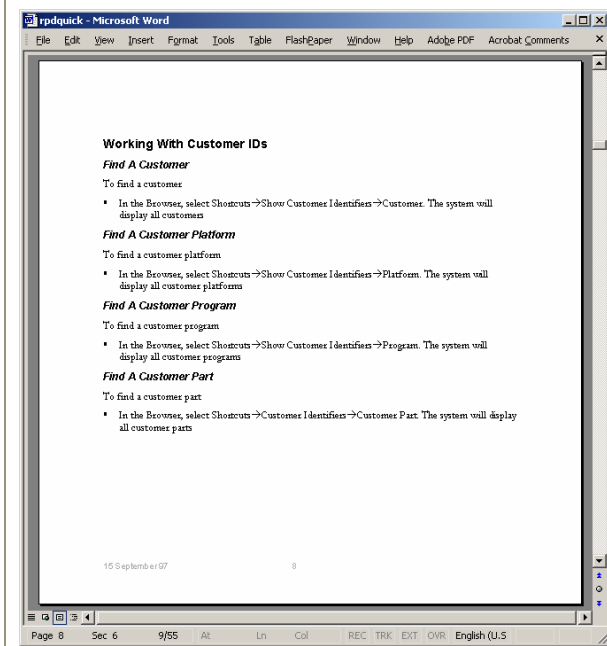 rpdquick - Microsoft Word
File Edit View Insert Format Tools Table FlashPaper Window Help Adobe PDF Acrobat Comments
Working With Customer IDs
Find A Customer
To find a customer
▪ In the Browser, select Shortcuts→Show Customer Identifiers→Customer. The system will
display all customers
Find A Customer Platform
To find a customer platform
▪ In the Browser, select Shortcuts→Show Customer Identifiers→Platform. The system will
display all customer platforms
Find A Customer Program
To find a customer program
▪ In the Browser, select Shortcuts→Show Customer Identifiers→Program. The system will
display all customer programs
Find A Customer Part
To find a customer part
▪ In the Browser, select Shortcuts→Customer Identifiers→Customer Part. The system will display
all customer parts
15 September 97 8
Page 8 Sec 6 9/55 At Ln Col REC TRK EXT OVR English (U.S